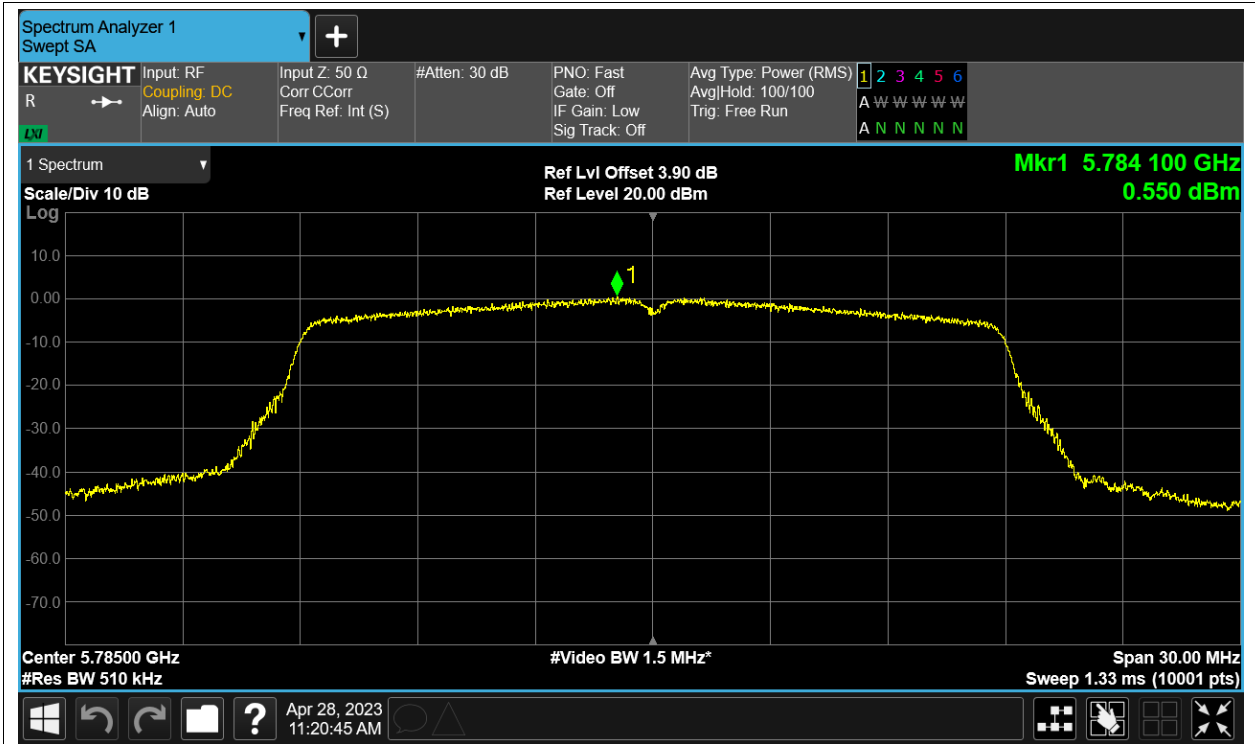 Spectrum Analyzer 1
Swept SA
KEYSIGHT
R
LXI
Input: RF
Coupling: DC
Align: Auto
Input Z: 50 Ω
Corr CCorr
Freq Ref: Int (S)
#Atten: 30 dB
PNO: Fast
Gate: Off
IF Gain: Low
Sig Track: Off
Avg Type: Power (RMS)
Avg|Hold: 100/100
Trig: Free Run
1 2 3 4 5 6
A W W W W W
A N N N N N
1 Spectrum
Scale/Div 10 dB
Log
Ref Lvl Offset 3.90 dB
Ref Level 20.00 dBm
Mkr1 5.784 100 GHz
0.550 dBm
10.0
0.00
-10.0
-20.0
-30.0
-40.0
-50.0
-60.0
-70.0
1
Center 5.78500 GHz
#Res BW 510 kHz
#Video BW 1.5 MHz*
Span 30.00 MHz
Sweep 1.33 ms (10001 pts)
?
Apr 28, 2023
11:20:45 AM